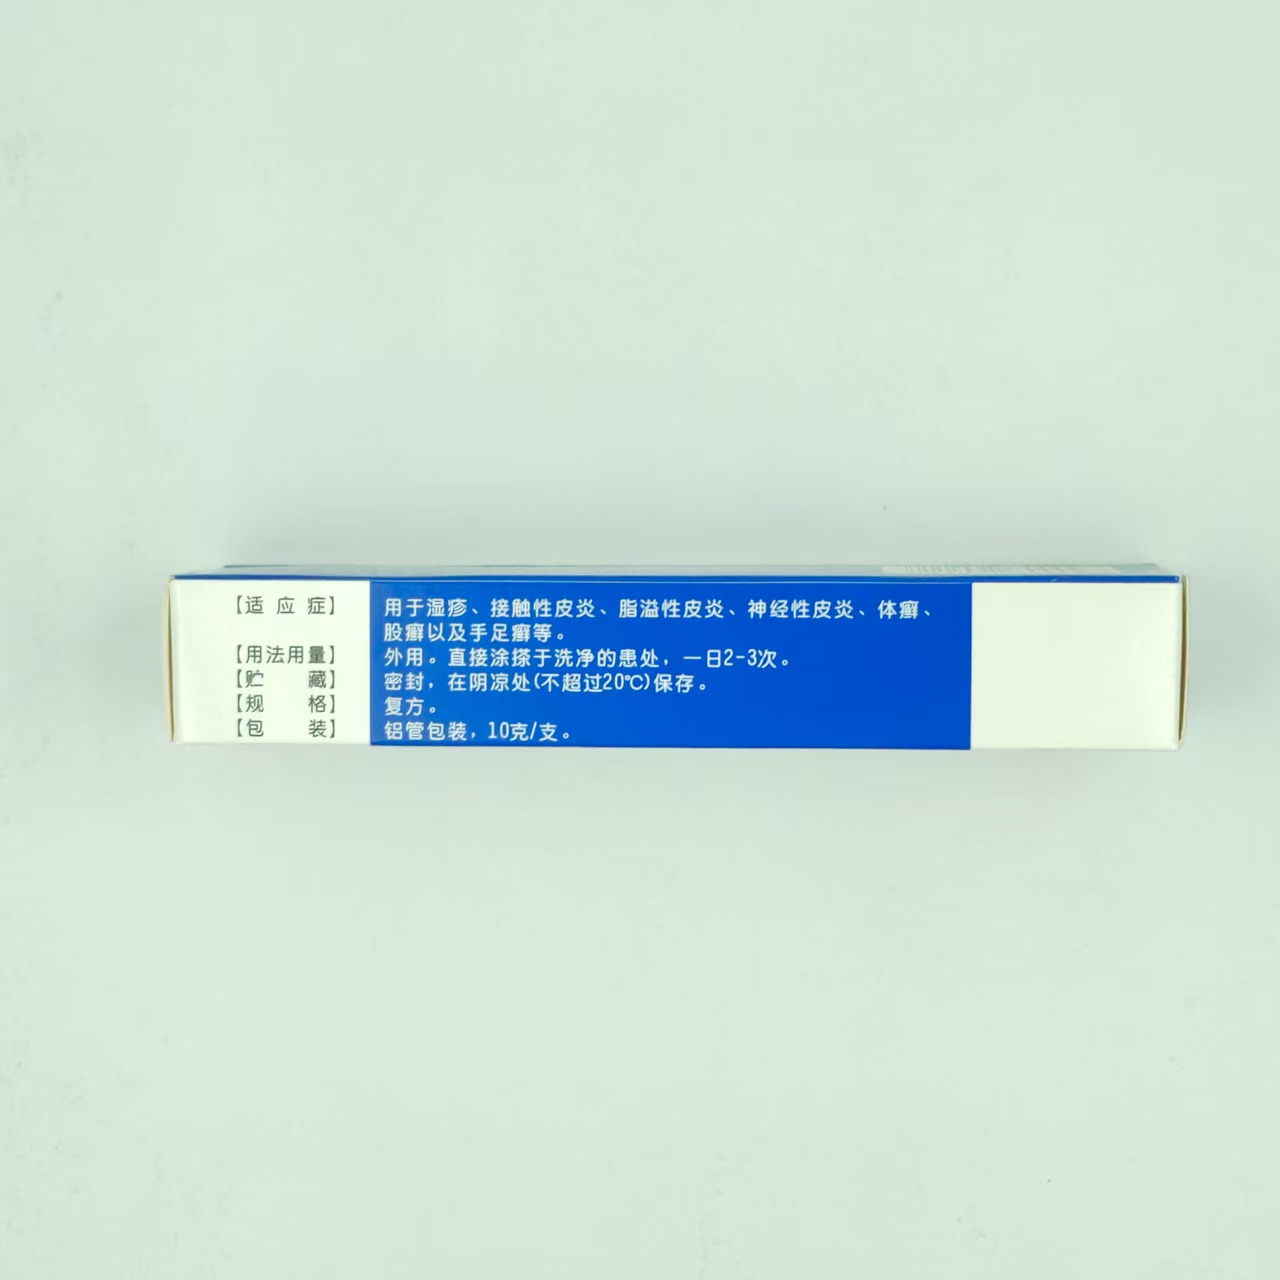 【适应症】 用于湿疹、接触性皮炎、脂溢性皮炎、神经性皮炎、体癣、
股癣以及手足癣等。
【用法用量】 外用。直接涂搽于洗净的患处，一日2-3次。
【贮藏】 密封，在阴凉处(不超过20℃)保存。
【规格】 复方。
【包装】 铝管包装，10克/支。